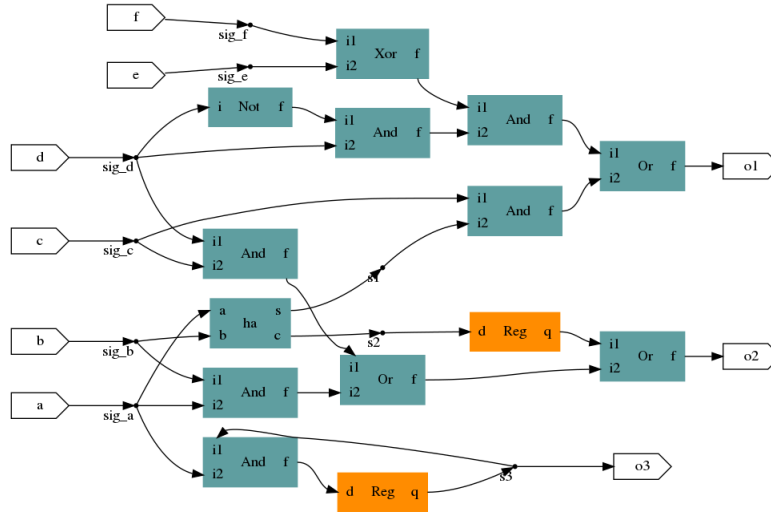 f
sig_f
i1
i2
Xor
f
e
sig_e
i
Not
f
i1
i2
And
f
i1
i2
And
f
d
sig_d
i1
i2
Or
f
o1
i1
i2
And
f
c
sig_c
i1
i2
And
f
s1
a
b
ha
s
c
s2
d
Reg
q
b
sig_b
i1
i2
Or
f
o2
i1
i2
And
f
i1
i2
Or
f
a
sig_a
i1
i2
And
f
d
Reg
q
s3
o3